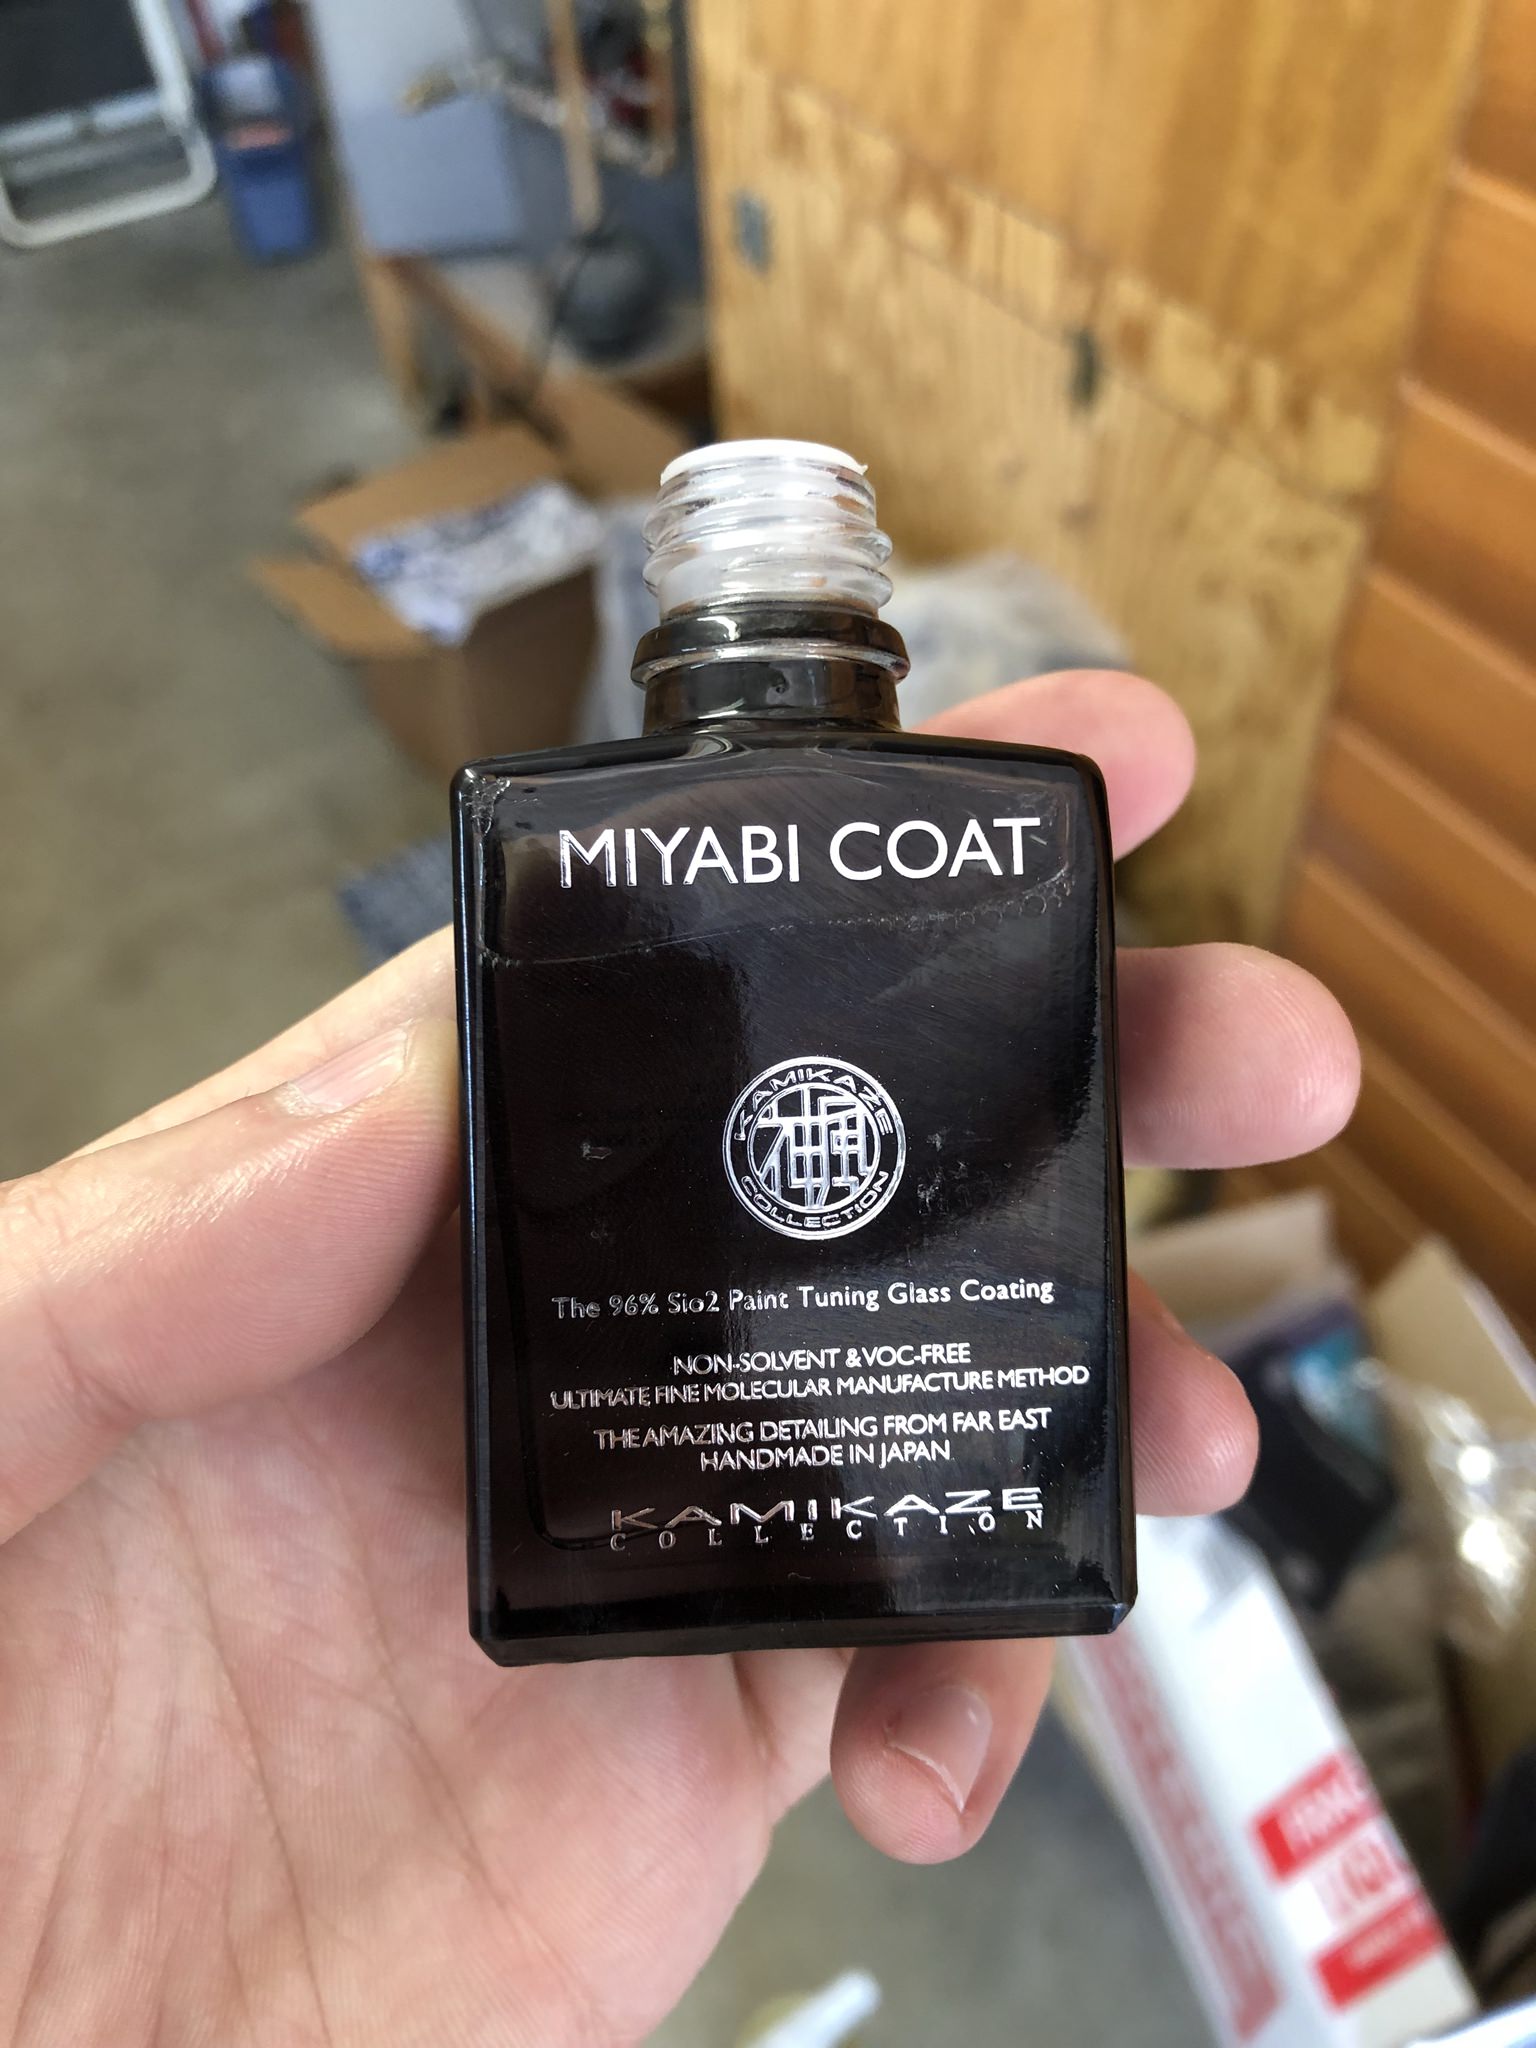 MIYABI COAT
KAMIKAZE
COLLECTION
The 96% Sio2 Paint Tuning Glass Coating
NON-SOLVENT & VOC-FREE
ULTIMATE FINE MOLECULAR MANUFACTURE METHOD
THE AMAZING DETAILING FROM FAR EAST
HANDMADE IN JAPAN
KAMIKAZE
COLLECTION